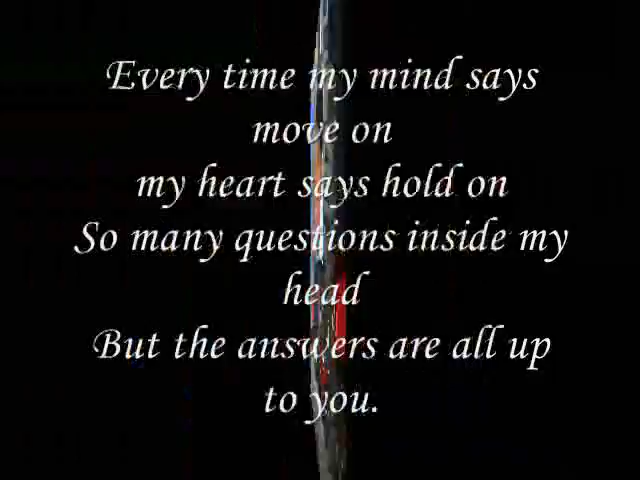 Every time my mind says
move on
my heart says hold on
So many questions inside my
head
But the answers are all up
to you.